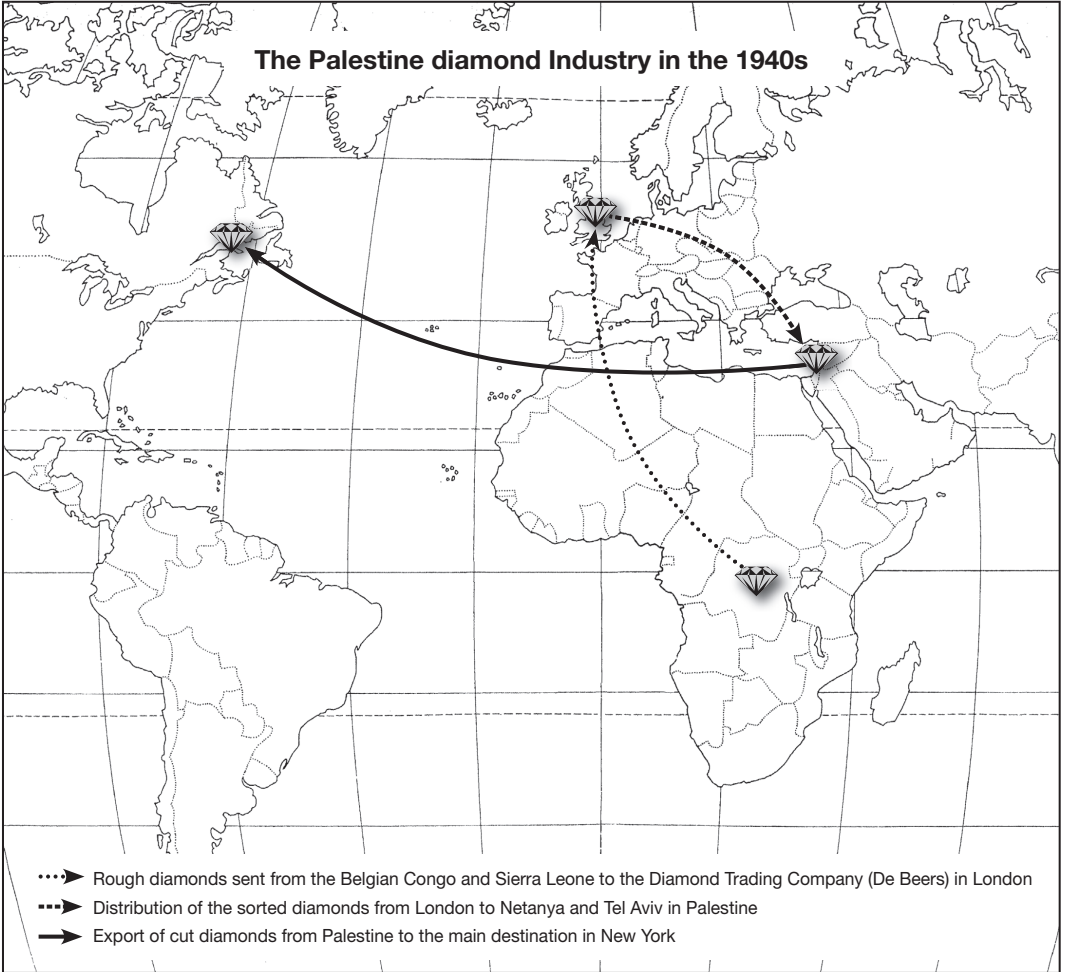 The Palestine diamond Industry in the 1940s
Rough diamonds sent from the Belgian Congo and Sierra Leone to the Diamond Trading Company (De Beers) in London
Distribution of the sorted diamonds from London to Netanya and Tel Aviv in Palestine
Export of cut diamonds from Palestine to the main destination in New York